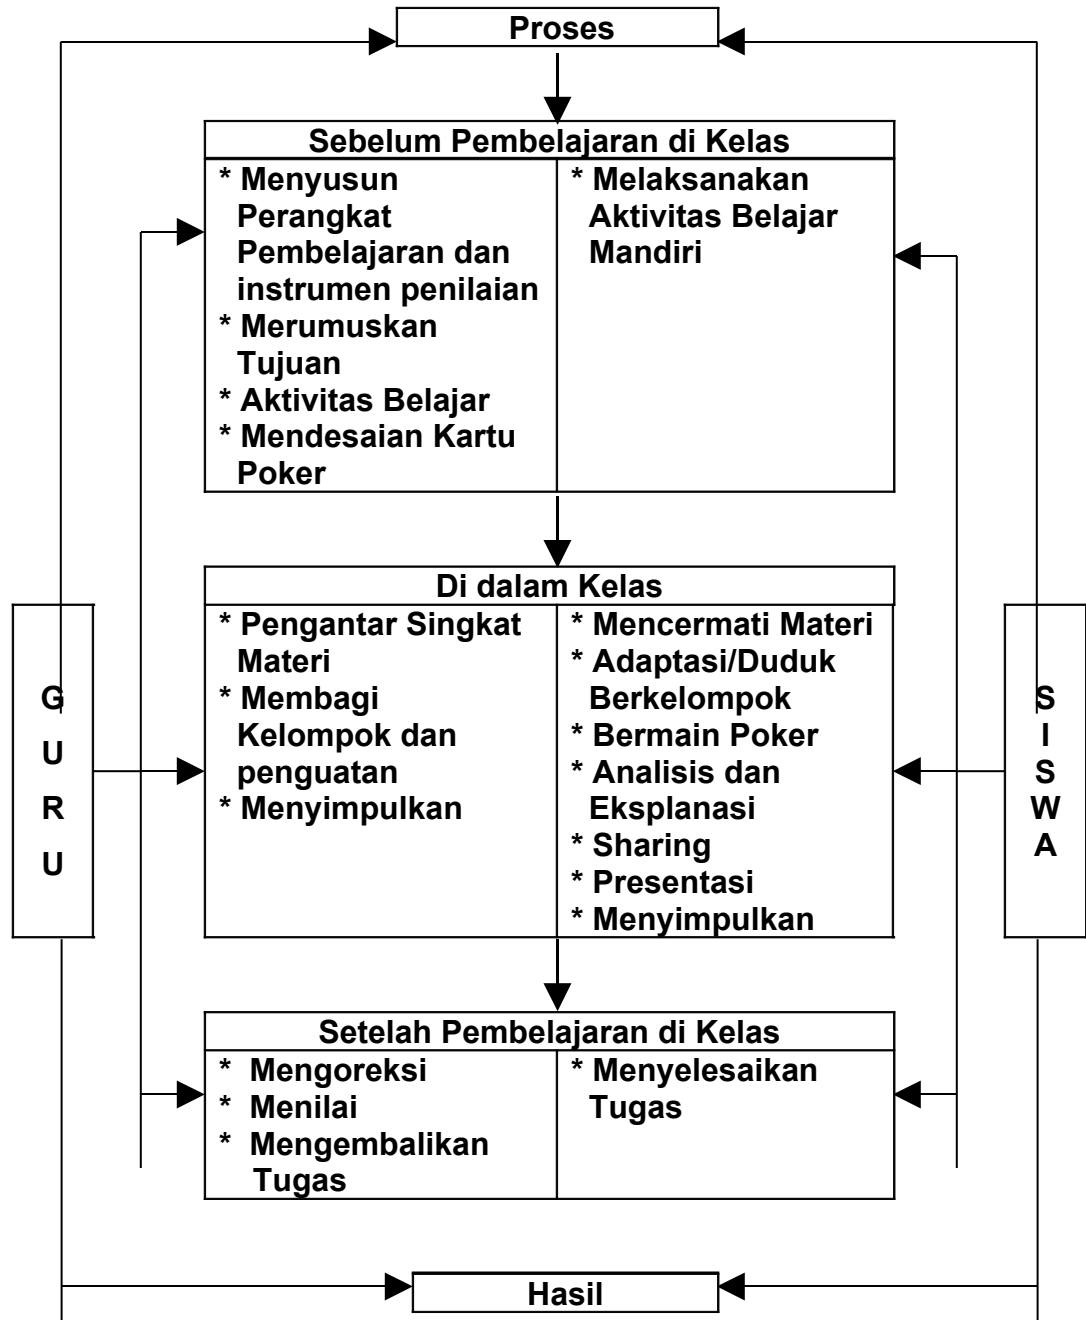 Proses
Sebelum Pembelajaran di Kelas
* Menyusun
Perangkat
Pembelajaran dan
instrumen penilaian
* Merumuskan
Tujuan
* Aktivitas Belajar
* Mendesaian Kartu
Poker
* Melaksanakan
Aktivitas Belajar
Mandiri
Di dalam Kelas
* Pengantar Singkat
Materi
* Membagi
Kelompok dan
penguatan
* Menyimpulkan
* Mencermati Materi
* Adaptasi/Duduk
Berkelompok
* Bermain Poker
* Analisis dan
Eksplanasi
* Sharing
* Presentasi
* Menyimpulkan
G
U
R
U
S
I
S
W
A
Setelah Pembelajaran di Kelas
* Mengoreksi
* Menilai
* Mengembalikan
Tugas
* Menyelesaikan
Tugas
Hasil